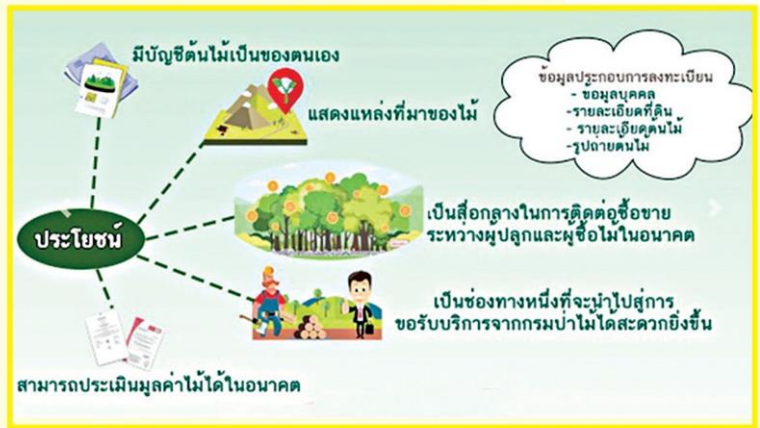 มีบัญชีต้นไม้เป็นของตนเอง
ข้อมูลประกอบการลงทะเบียน
- ข้อมูลบุคคล
-รายละเอียดที่ดิน
- รายละเอียดต้นไม้
-รูปถ่ายต้นไม้
แสดงแหล่งที่มาของไม้
เป็นสื่อกลางในการติดต่อซื้อขาย
ระหว่างผู้ปลูกและผู้ซื้อไม้ในอนาคต
ประโยชน์
เป็นช่องทางหนึ่งที่จะนำไปสู่การ
ขอรับบริการจากกรมป่าไม้ได้สะดวกยิ่งขึ้น
สามารถประเมินมูลค่าไม้ได้ในอนาคต